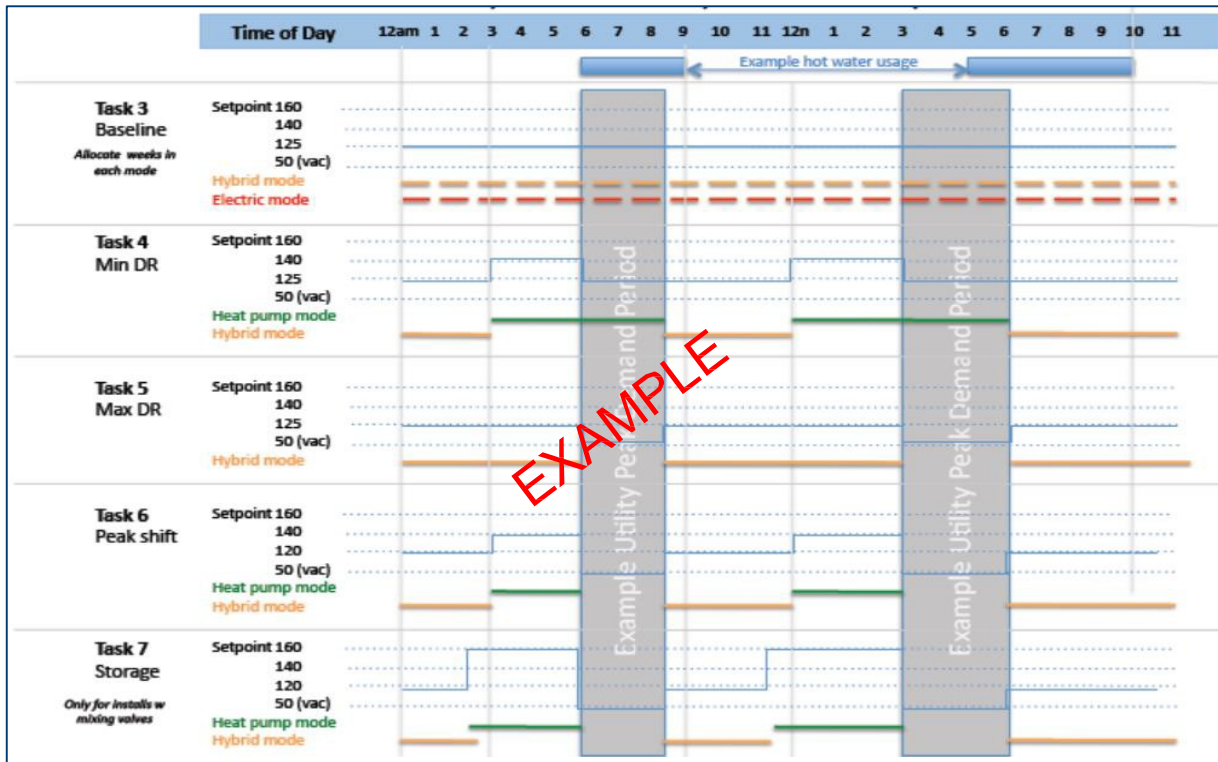 Time of Day 12am 1 2 3 4 5 6 7 8 9 10 11 12n 1 2 3 4 5 6 7 8 9 10 11
Example hot water usage
Task 3
Baseline
Allocate weeks in
each mode
Setpoint 160
140
125
50 (vac)
Hybrid mode
Electric mode
Task 4
Min DR
Setpoint 160
140
125
50 (vac)
Heat pump mode
Hybrid mode
Task 5
Max DR
Setpoint 160
140
125
50 (vac)
Hybrid mode
Task 6
Peak shift
Setpoint 160
140
120
50 (vac)
Heat pump mode
Hybrid mode
Task 7
Storage
Only for installs w
mixing valves
Setpoint 160
140
120
50 (vac)
Heat pump mode
Hybrid mode
Example Utility Peak Demand Period
Example Utility Peak Demand Period
EXAMPLE